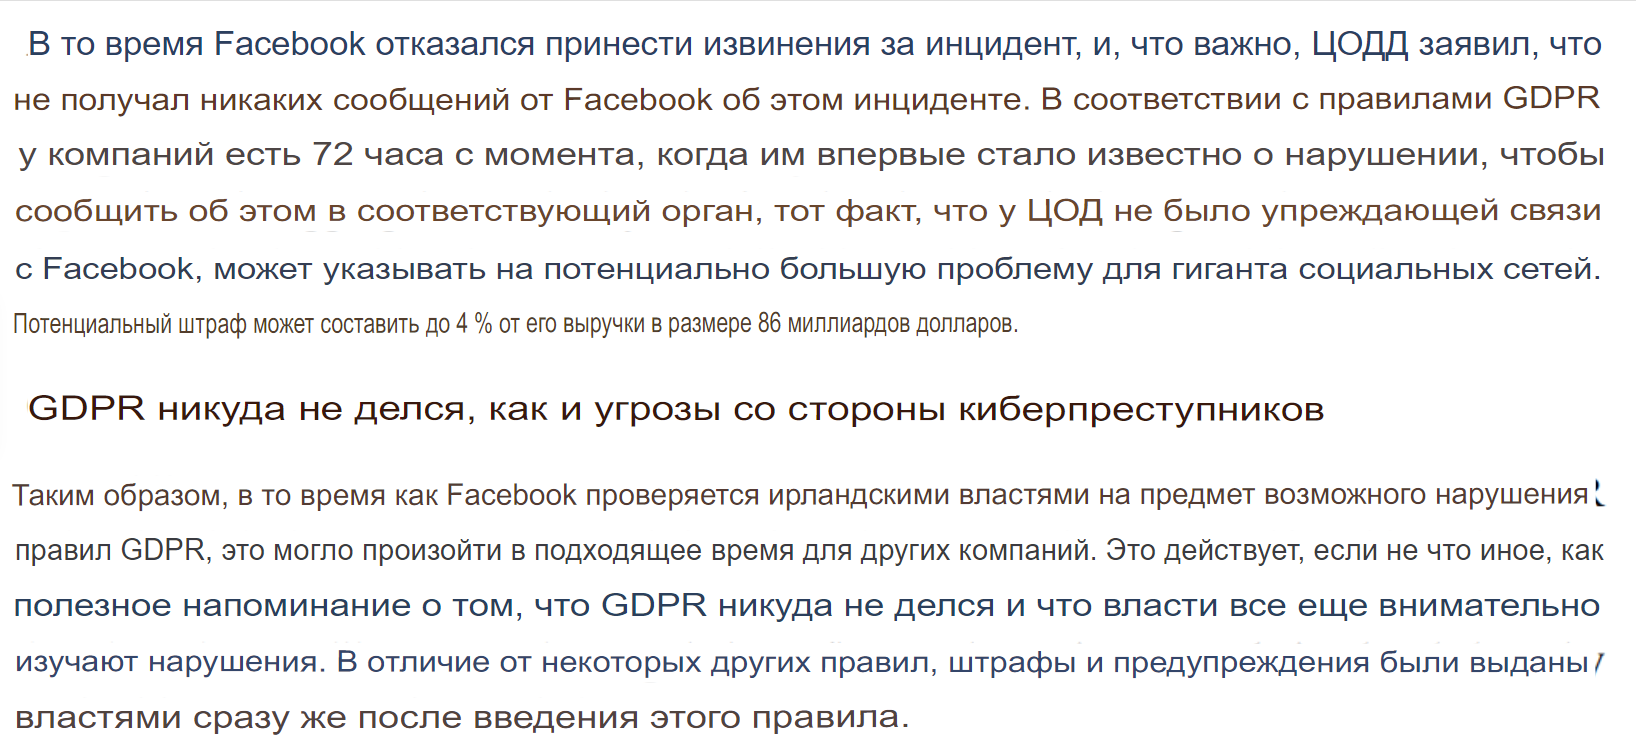 В то время Facebook отказался принести извинения за инцидент, и, что важно, ЦОДД заявил, что
не получал никаких сообщений от Facebook об этом инциденте. В соответствии с правилами GDPR
у компаний есть 72 часа с момента, когда им впервые стало известно о нарушении, чтобы
сообщить об этом в соответствующий орган, тот факт, что у ЦОД не было упреждающей связи
с Facebook, может указывать на потенциально большую проблему для гиганта социальных сетей.
Потенциальный штраф может составить до 4 % от его выручки в размере 86 миллиардов долларов.
GDPR никуда не делся, как и угрозы со стороны киберпреступников
Таким образом, в то время как Facebook проверяется ирландскими властями на предмет возможного нарушения
правил GDPR, это могло произойти в подходящее время для других компаний. Это действует, если не что иное, как
полезное напоминание о том, что GDPR никуда не делся и что власти все еще внимательно
изучают нарушения. В отличие от некоторых других правил, штрафы и предупреждения были выданы
властями сразу же после введения этого правила.